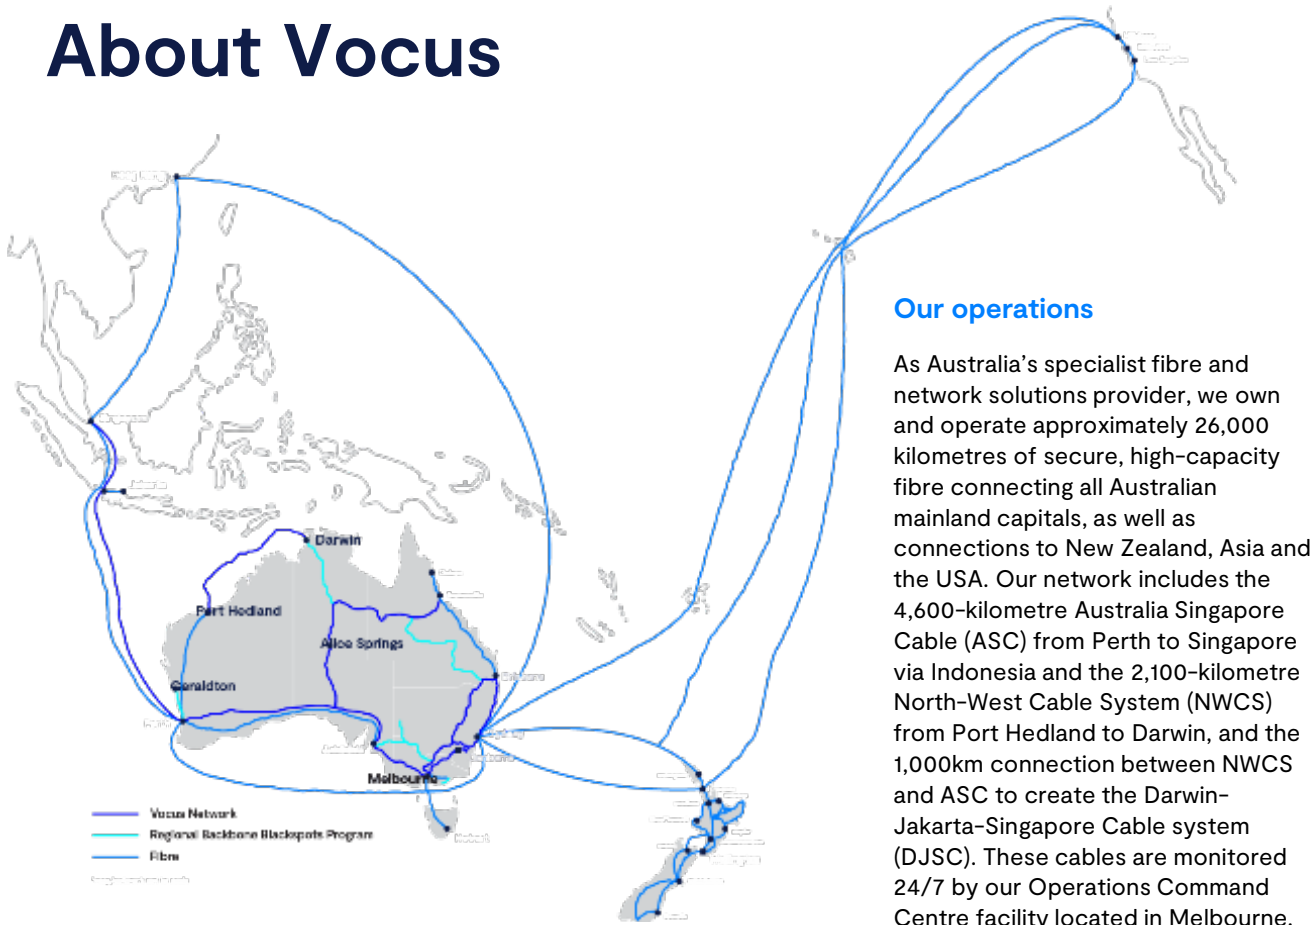 About Vocus
Our operations
As Australia’s specialist fibre and
network solutions provider, we own
and operate approximately 26,000
kilometres of secure, high-capacity
fibre connecting all Australian
mainland capitals, as well as
connections to New Zealand, Asia and
the USA. Our network includes the
4,600-kilometre Australia Singapore
Cable (ASC) from Perth to Singapore
via Indonesia and the 2,100-kilometre
North-West Cable System (NWCS)
from Port Hedland to Darwin, and the
1,000km connection between NWCS
and ASC to create the Darwin-
Jakarta-Singapore Cable system
(DJSC). These cables are monitored
24/7 by our Operations Command
Centre facility located in Melbourne.
Darwin
Port Hedland
Alice Springs
Geraldton
Melbourne
Vocus Network
Regional Backbone Blackspots Program
Fibre